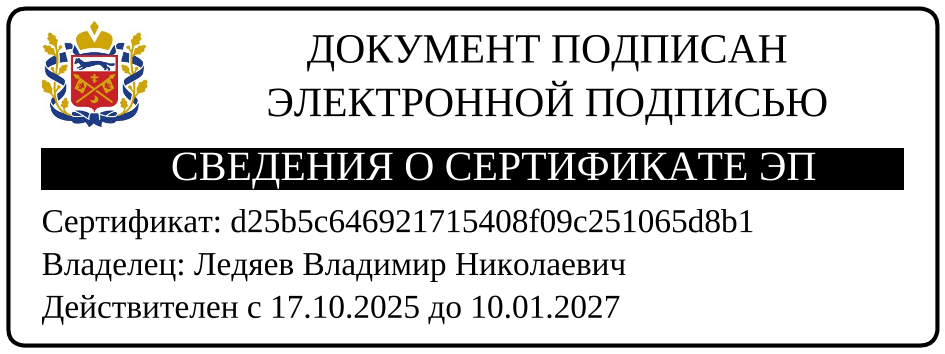 ДОКУМЕНТ ПОДПИСАН
ЭЛЕКТРОННОЙ ПОДПИСЬЮ
СВЕДЕНИЯ О СЕРТИФИКАТЕ ЭП
Сертификат: d25b5c646921715408f09c251065d8b1
Владелец: Ледяев Владимир Николаевич
Действителен с 17.10.2025 до 10.01.2027